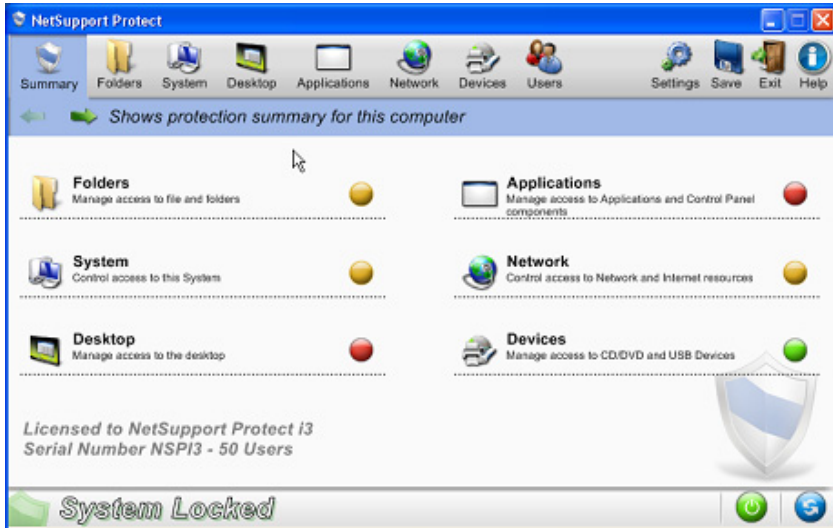 NetSupport Protect
Summary Folders System Desktop Applications Network Devices Users Settings Save Exit Help
Shows protection summary for this computer
Folders
Manage access to file and folders
Applications
Manage access to Applications and Control Panel
components
System
Control access to this System
Network
Control access to Network and Internet resources
Desktop
Manage access to the desktop
Devices
Manage access to CD/DVD and USB Devices
Licensed to NetSupport Protect i3
Serial Number NSPI3 - 50 Users
System Locked